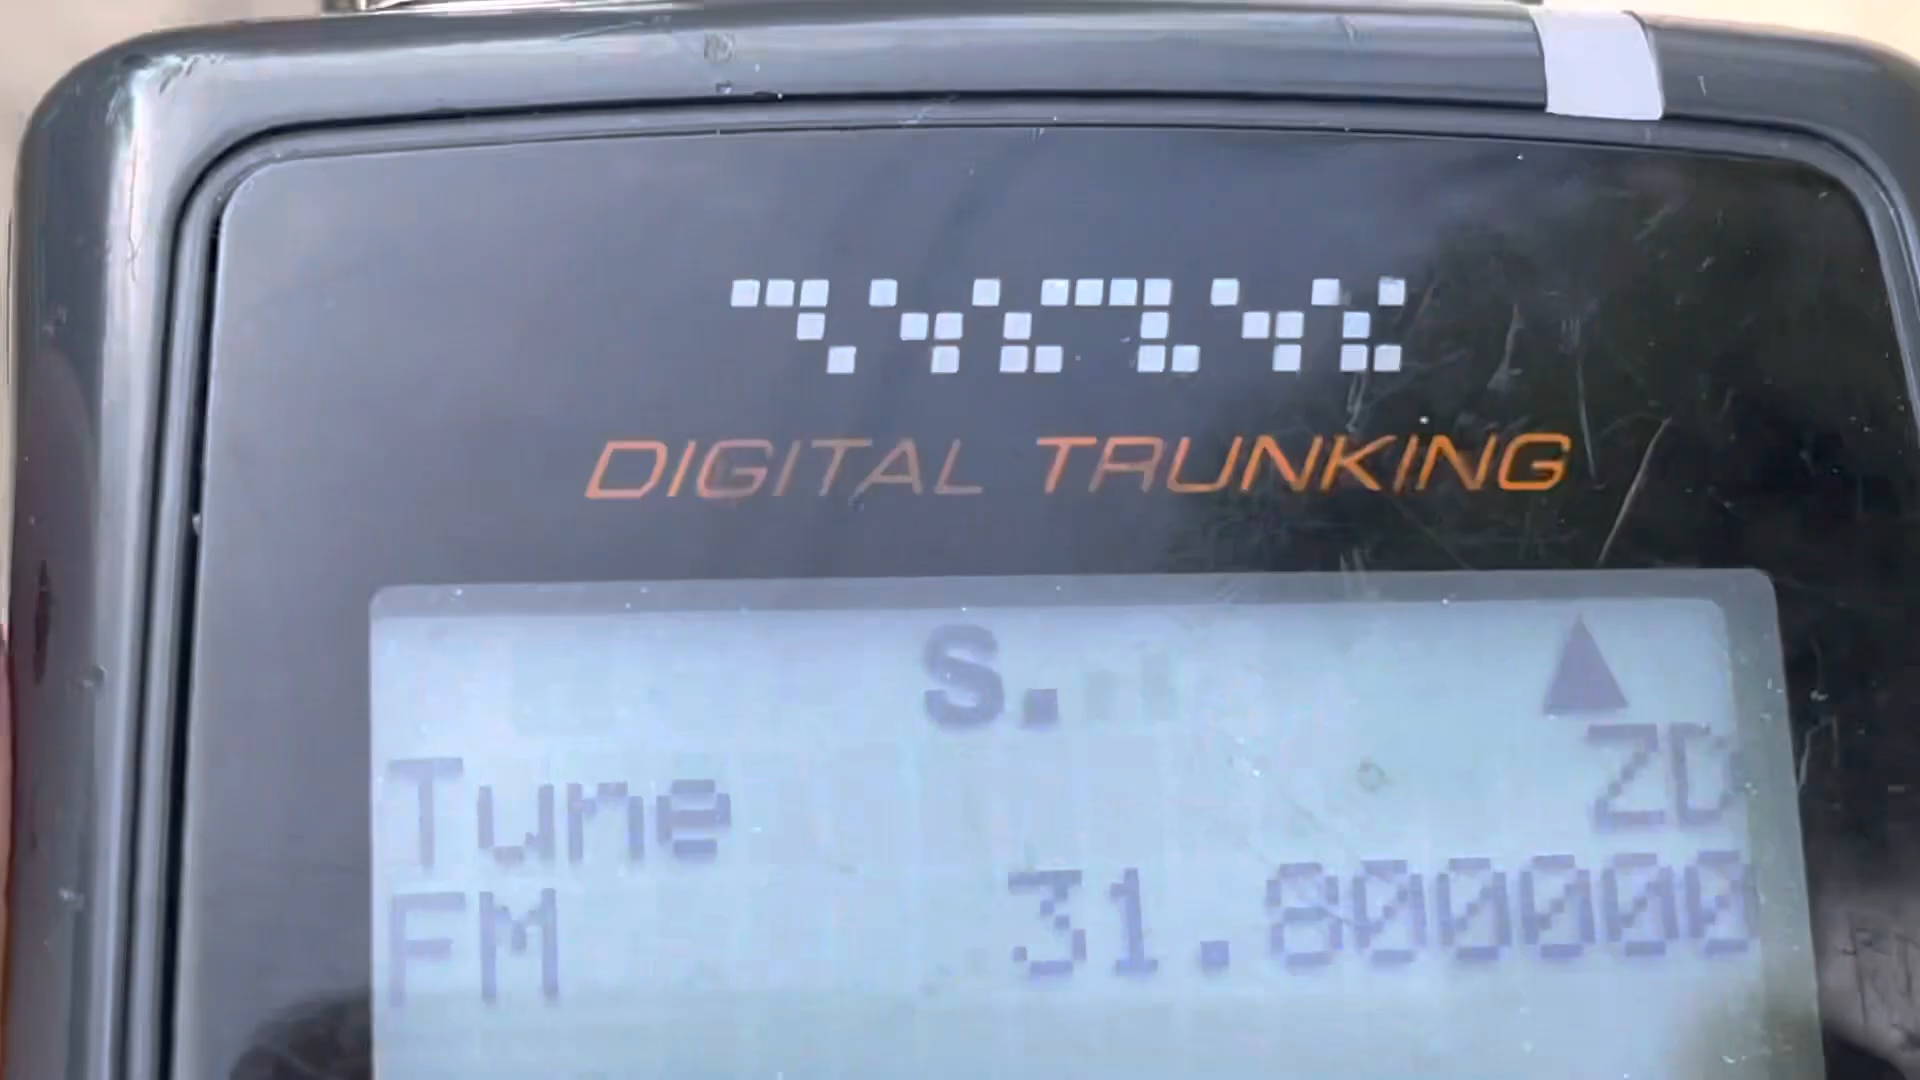 DIGITAL TRUNKING
S.
Tune ZD
FM 31.800000